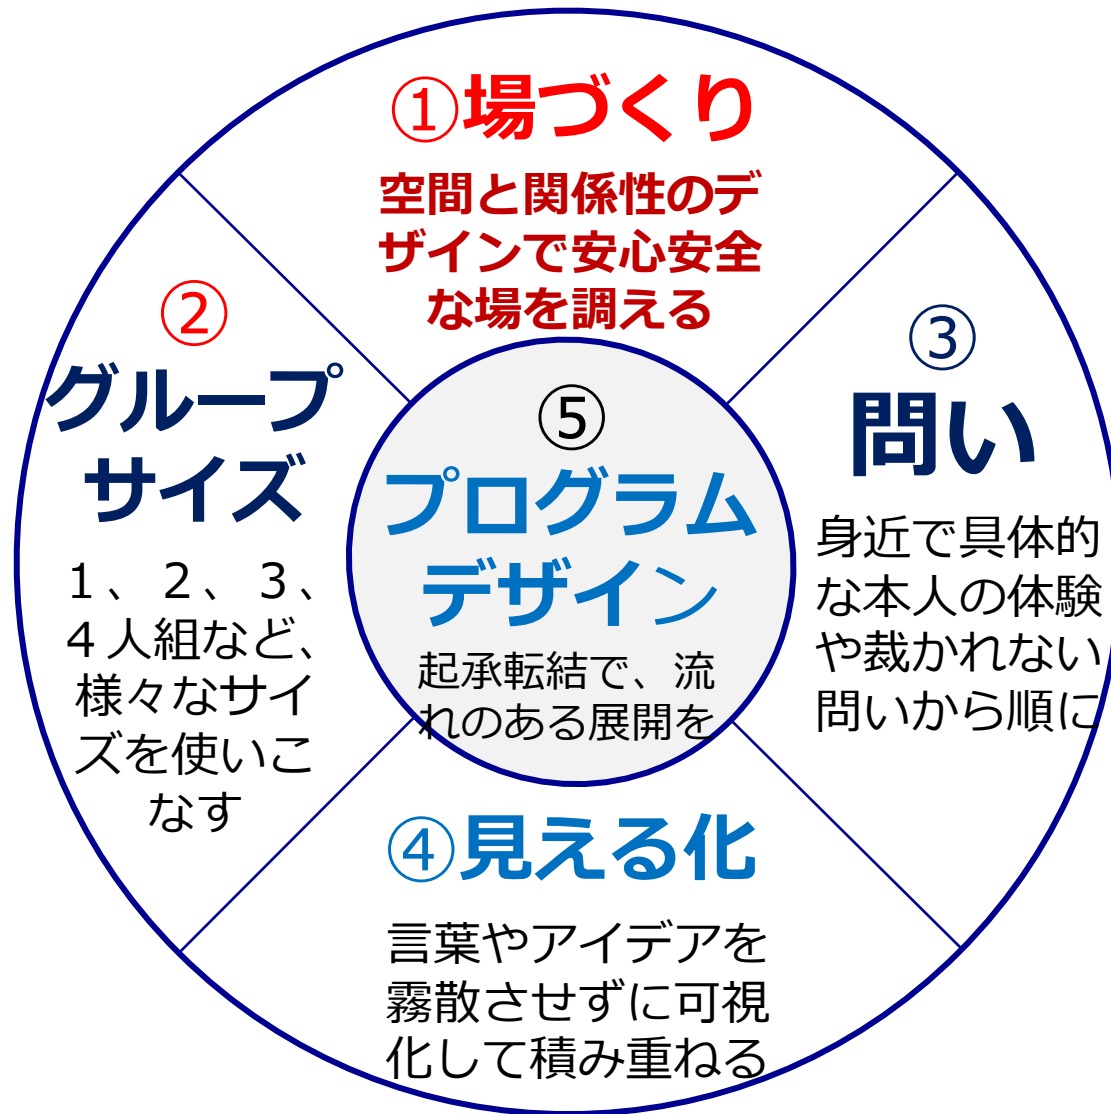 ①場づくり
空間と関係性のデ
ザインで安心安全
な場を調える
②
グループ
サイズ
１、２、３、
４人組など、
様々なサイ
ズを使いこ
なす
③
問い
身近で具体的
な本人の体験
や裁かれない
問いから順に
④見える化
言葉やアイデアを
霧散させずに可視
化して積み重ねる
⑤
プログラム
デザイン
起承転結で、流
れのある展開を